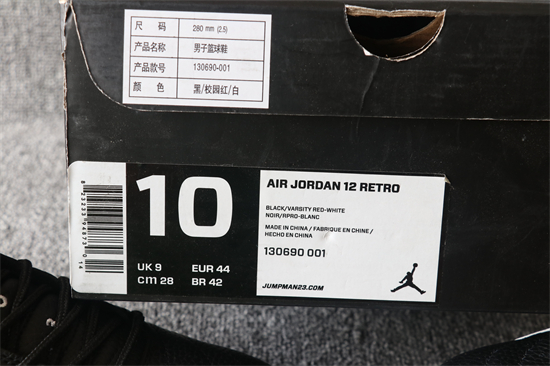 尺 码 280 mm (2.5)
产品名称 男子篮球鞋
产品款号 130690-001
颜 色 黑/校园红/白
10
UK 9 EUR 44
cm 28 BR 42
AIR JORDAN 12 RETRO
BLACK/VARSITY RED-WHITE
NOIR/RPRO-BLANC
MADE IN CHINA / FABRIQUE EN CHINE /
HECHO EN CHINA
130690 001
JUMPMAN23.COM